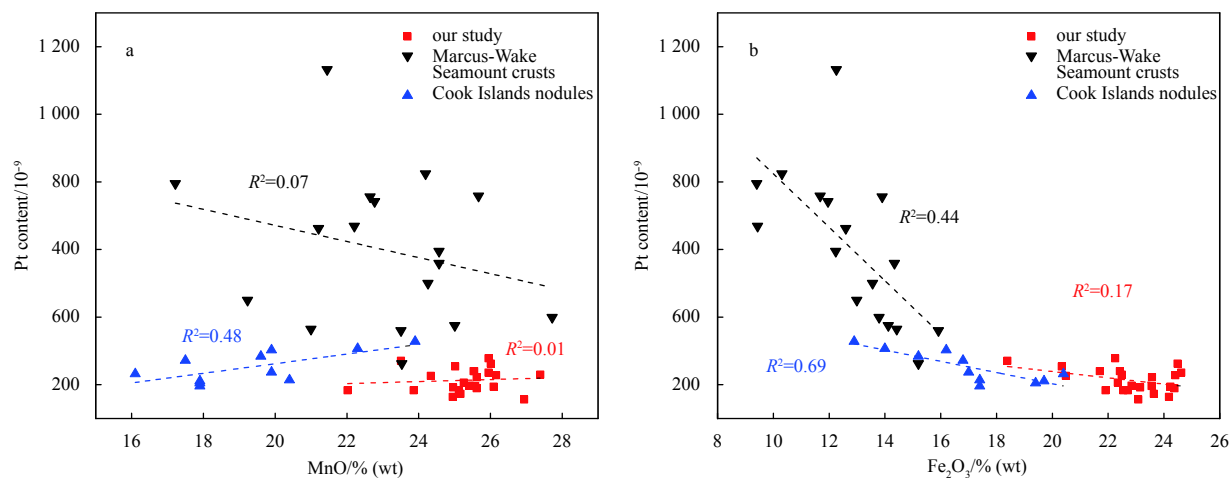 a
our study
Marcus-Wake
Seamount crusts
Cook Islands nodules
1 200
1 000
800
400
600
200
Pt content/10⁻⁹
R²=0.07
R²=0.48
R²=0.01
16 18 20 22 24 26 28
MnO/% (wt)
b
our study
Marcus-Wake
Seamount crusts
Cook Islands nodules
1 200
1 000
800
400
600
200
Pt content/10⁻⁹
R²=0.44
R²=0.17
R²=0.69
8 10 12 14 16 18 20 22 24 26
Fe₂O₃/% (wt)